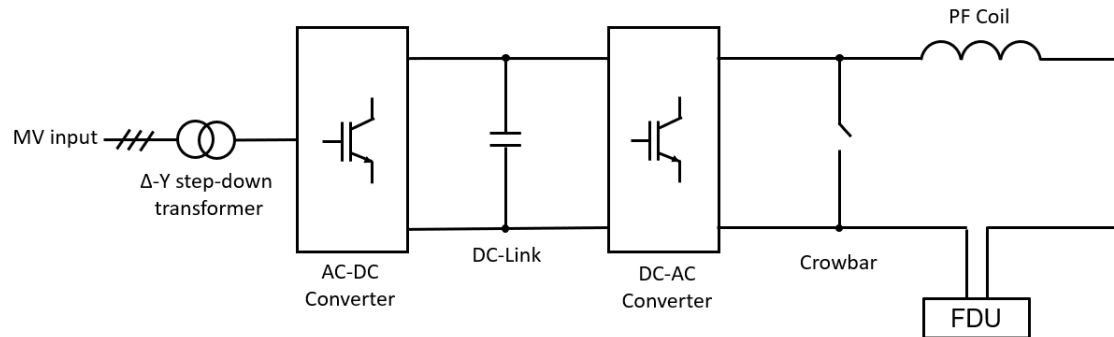 PF Coil
MV input
Δ-Y step-down
transformer
AC-DC
Converter
DC-Link
DC-AC
Converter
Crowbar
FDU